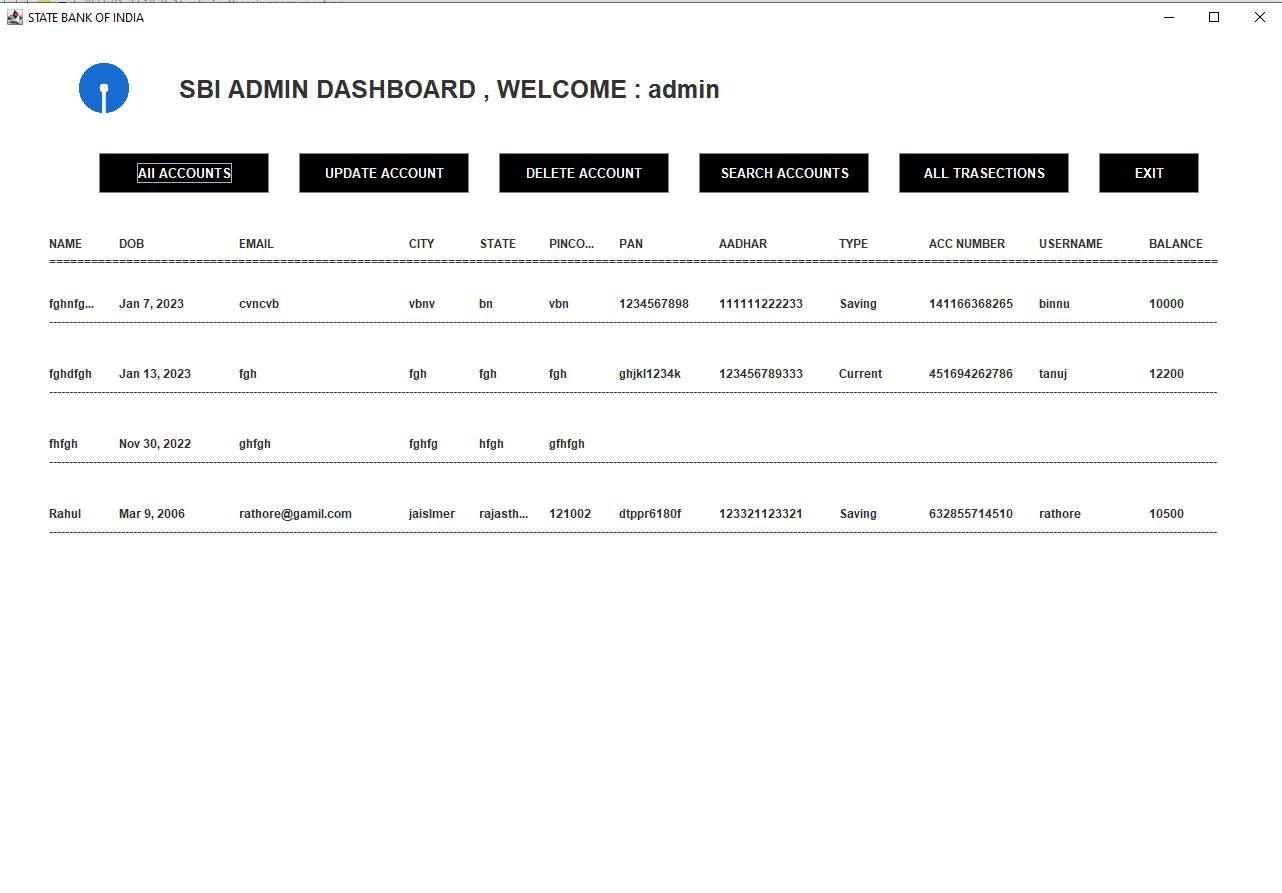 STATE BANK OF INDIA
SBI ADMIN DASHBOARD , WELCOME : admin
All ACCOUNTS UPDATE ACCOUNT DELETE ACCOUNT SEARCH ACCOUNTS ALL TRASECTIONS EXIT
NAME DOB EMAIL CITY STATE PINCO... PAN AADHAR TYPE ACC NUMBER USERNAME BALANCE
fghnfg... Jan 7, 2023 cvncvb vbnv bn vbn 1234567898 111111222233 Saving 141166368265 binnu 10000
fghdfgh Jan 13, 2023 fgh fgh fgh fgh ghjkl1234k 123456789333 Current 451694262786 tanuj 12200
fhfgh Nov 30, 2022 ghfgh fghfg hfgh gfhfgh
Rahul Mar 9, 2006 rathore@gamil.com jaislmer rajasth... 121002 dtppr6180f 123321123321 Saving 632855714510 rathore 10500